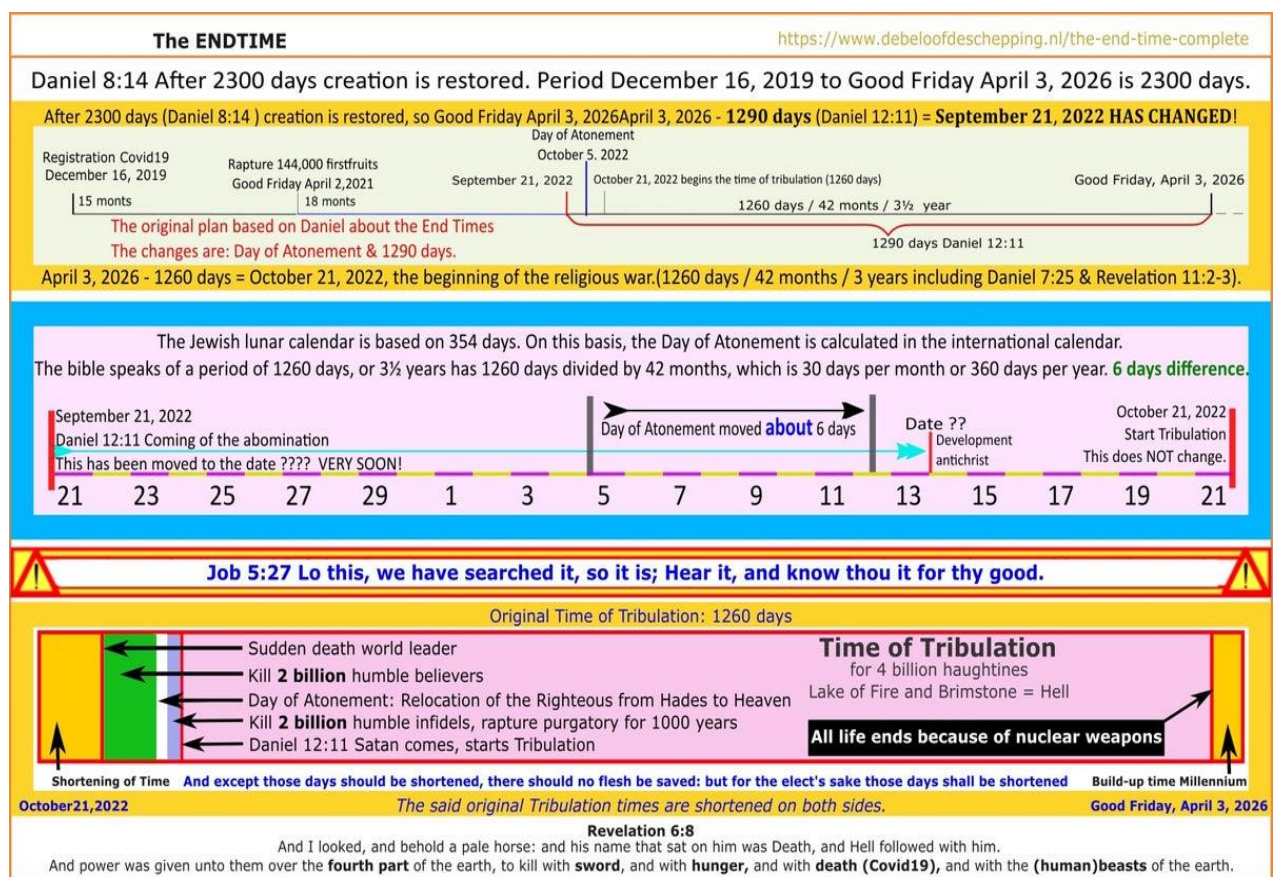 The ENDTIME
https://www.debeloofdeschepping.nl/the-end-time-complete
Daniel 8:14 After 2300 days creation is restored. Period December 16, 2019 to Good Friday April 3, 2026 is 2300 days.
After 2300 days (Daniel 8:14 ) creation is restored, so Good Friday April 3, 2026April 3, 2026 - 1290 days (Daniel 12:11) = September 21, 2022 HAS CHANGED!
Day of Atonement
October 5. 2022
Registration Covid19
December 16, 2019
Rapture 144,000 firstfruits
Good Friday April 2,2021
September 21, 2022
October 21, 2022 begins the time of tribulation (1260 days)
Good Friday, April 3, 2026
15 monts
18 monts
1260 days / 42 monts / 3½ year
The original plan based on Daniel about the End Times
The changes are: Day of Atonement & 1290 days.
1290 days Daniel 12:11
April 3, 2026 - 1260 days = October 21, 2022, the beginning of the religious war.(1260 days / 42 months / 3 years including Daniel 7:25 & Revelation 11:2-3).
The Jewish lunar calendar is based on 354 days. On this basis, the Day of Atonement is calculated in the international calendar.
The bible speaks of a period of 1260 days, or 3½ years has 1260 days divided by 42 months, which is 30 days per month or 360 days per year. 6 days difference.
September 21, 2022
Daniel 12:11 Coming of the abomination
This has been moved to the date ???? VERY SOON!
Day of Atonement moved about 6 days
Date ??
Development
antichrist
October 21, 2022
Start Tribulation
This does NOT change.
21 23 25 27 29 1 3 5 7 9 11 13 15 17 19 21
Job 5:27 Lo this, we have searched it, so it is; Hear it, and know thou it for thy good.
Original Time of Tribulation: 1260 days
Sudden death world leader
Kill 2 billion humble believers
Day of Atonement: Relocation of the Righteous from Hades to Heaven
Kill 2 billion humble infidels, rapture purgatory for 1000 years
Daniel 12:11 Satan comes, starts Tribulation
Time of Tribulation
for 4 billion haughtines
Lake of Fire and Brimstone = Hell
All life ends because of nuclear weapons
Shortening of Time
And except those days should be shortened, there should no flesh be saved: but for the elect's sake those days shall be shortened
Build-up time Millennium
October21,2022
The said original Tribulation times are shortened on both sides.
Good Friday, April 3, 2026
Revelation 6:8
And I looked, and behold a pale horse: and his name that sat on him was Death, and Hell followed with him.
And power was given unto them over the fourth part of the earth, to kill with sword, and with hunger, and with death (Covid19), and with the (human)beasts of the earth.